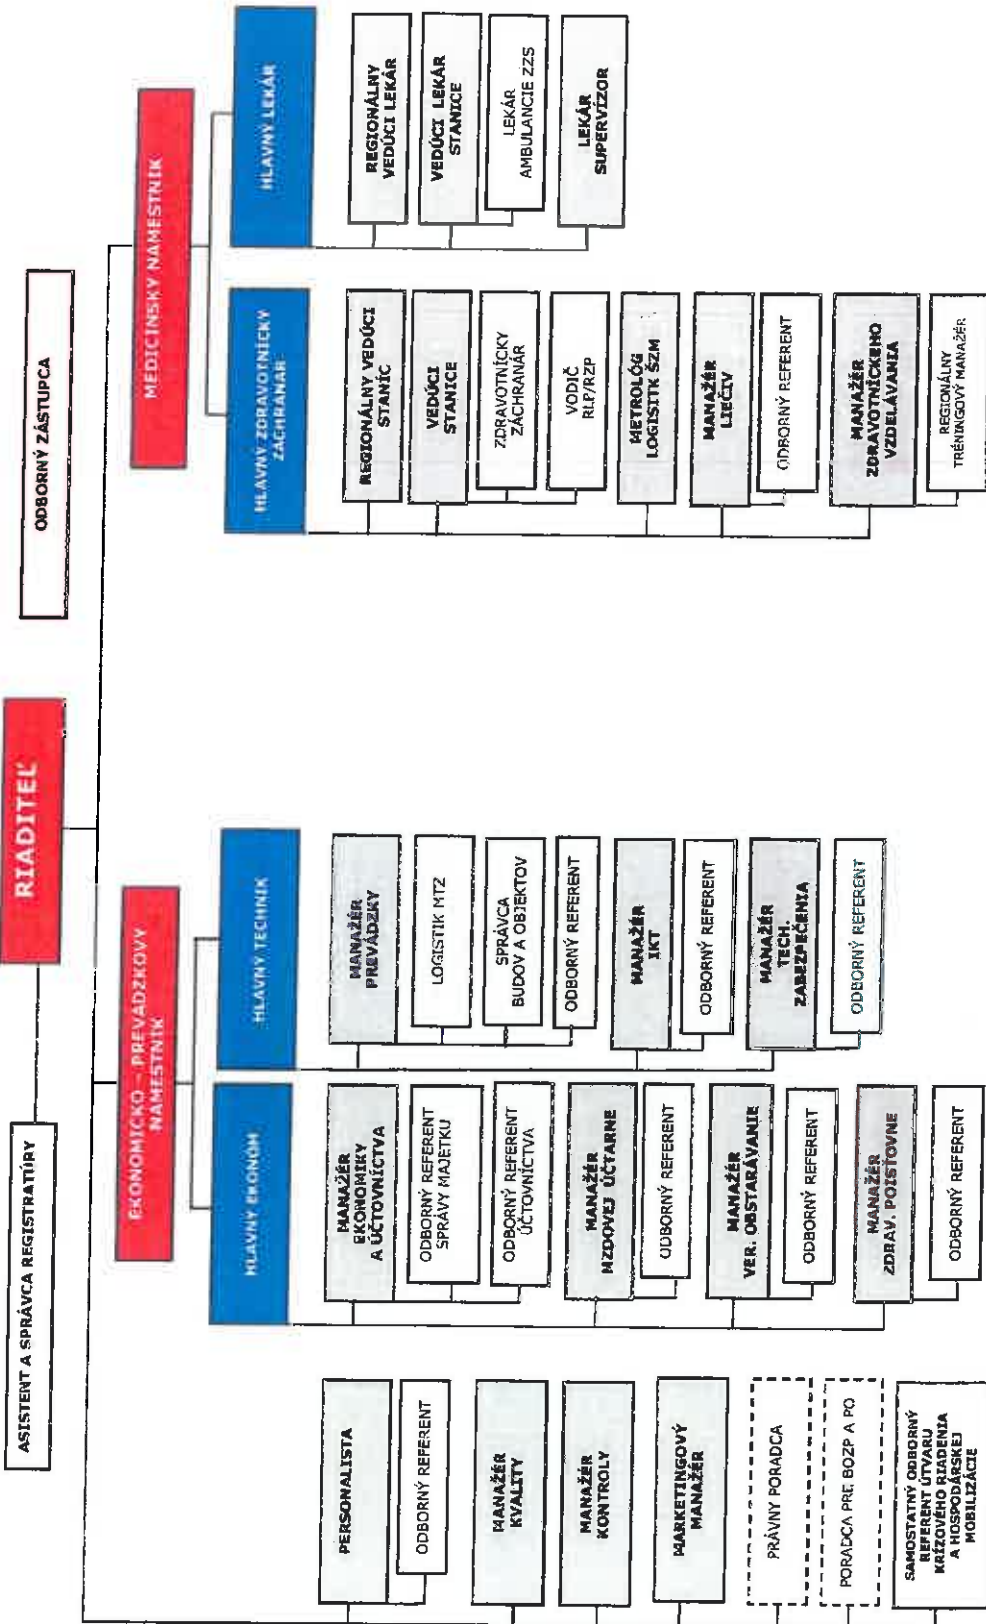 RIADITEĽ
ASISTENT A SPRÁVCA REGISTRATÚRY
ODBORNÝ ZÁSTUPCA
EKONOMICKO - PREVÁDZKOVÝ
NÁMESTNÍK
MEDICÍNSKY NÁMESTNÍK
HLAVNÝ EKONÓM
HLAVNÝ TECHNIK
HLAVNÝ ZDRAVOTNÍCKY
ZÁCHRANÁR
HLAVNÝ LEKÁR
PERSONALISTA
ODBORNÝ REFERENT
MANAŽÉR
KVALITY
MANAŽÉR
KONTROLY
MARKETINGOVÝ
MANAŽÉR
PRÁVNY PORADCA
PORADCA PRE BOZP A PO
SAMOSTATNÝ ODBORNÝ
REFERENT ÚTVARU
KRÍZOVÉHO RIADENIA
A HOSPODÁRSKEJ
MOBILIZÁCIE
MANAŽÉR
EKONOMIKY
A ÚČTOVNÍCTVA
ODBORNÝ REFERENT
SPRÁVY MAJETKU
ODBORNÝ REFERENT
ÚČTOVNÍCTVA
MANAŽÉR
MZDOVEJ ÚČTARNE
ODBORNÝ REFERENT
MANAŽÉR
VER. OBSTARÁVANIE
ODBORNÝ REFERENT
MANAŽÉR
ZDRAV. POISŤOVNE
ODBORNÝ REFERENT
MANAŽÉR
PREVÁDZKY
LOGISTIK MTZ
SPRÁVCA
BUDOV A OBJEKTOV
ODBORNÝ REFERENT
MANAŽÉR
IKT
ODBORNÝ REFERENT
MANAŽÉR
TECH.
ZABEZPEČENIA
ODBORNÝ REFERENT
REGIONÁLNY VEDÚCI
STANÍC
VEDÚCI
STANICE
ZDRAVOTNÍCKY
ZÁCHRANÁR
VODIČ
RLP/RZP
METROLÓG
LOGISITK ŠZM
MANAŽÉR
LIEČIV
ODBORNÝ REFERENT
MANAŽÉR
ZDRAVOTNÍCKEHO
VZDELÁVANIA
REGIONÁLNY
TRÉNINGOVÝ MANAŽÉR
REGIONÁLNY
VEDÚCI LEKÁR
VEDÚCI LEKÁR
STANICE
LEKÁR
AMBULANCIE ZZS
LEKÁR
SUPERVÍZOR